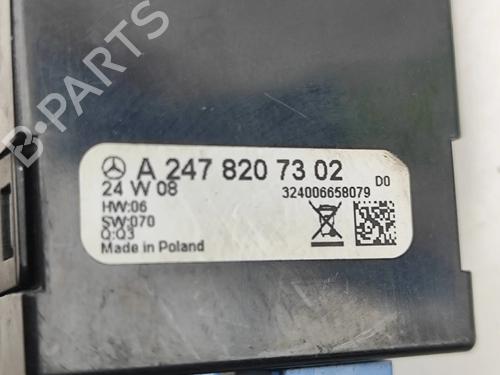 A 247 820 73 02
24 W 08
324006658079
D0
HW:06
SW:070
Q:Q3
Made in Poland
B-PARTS